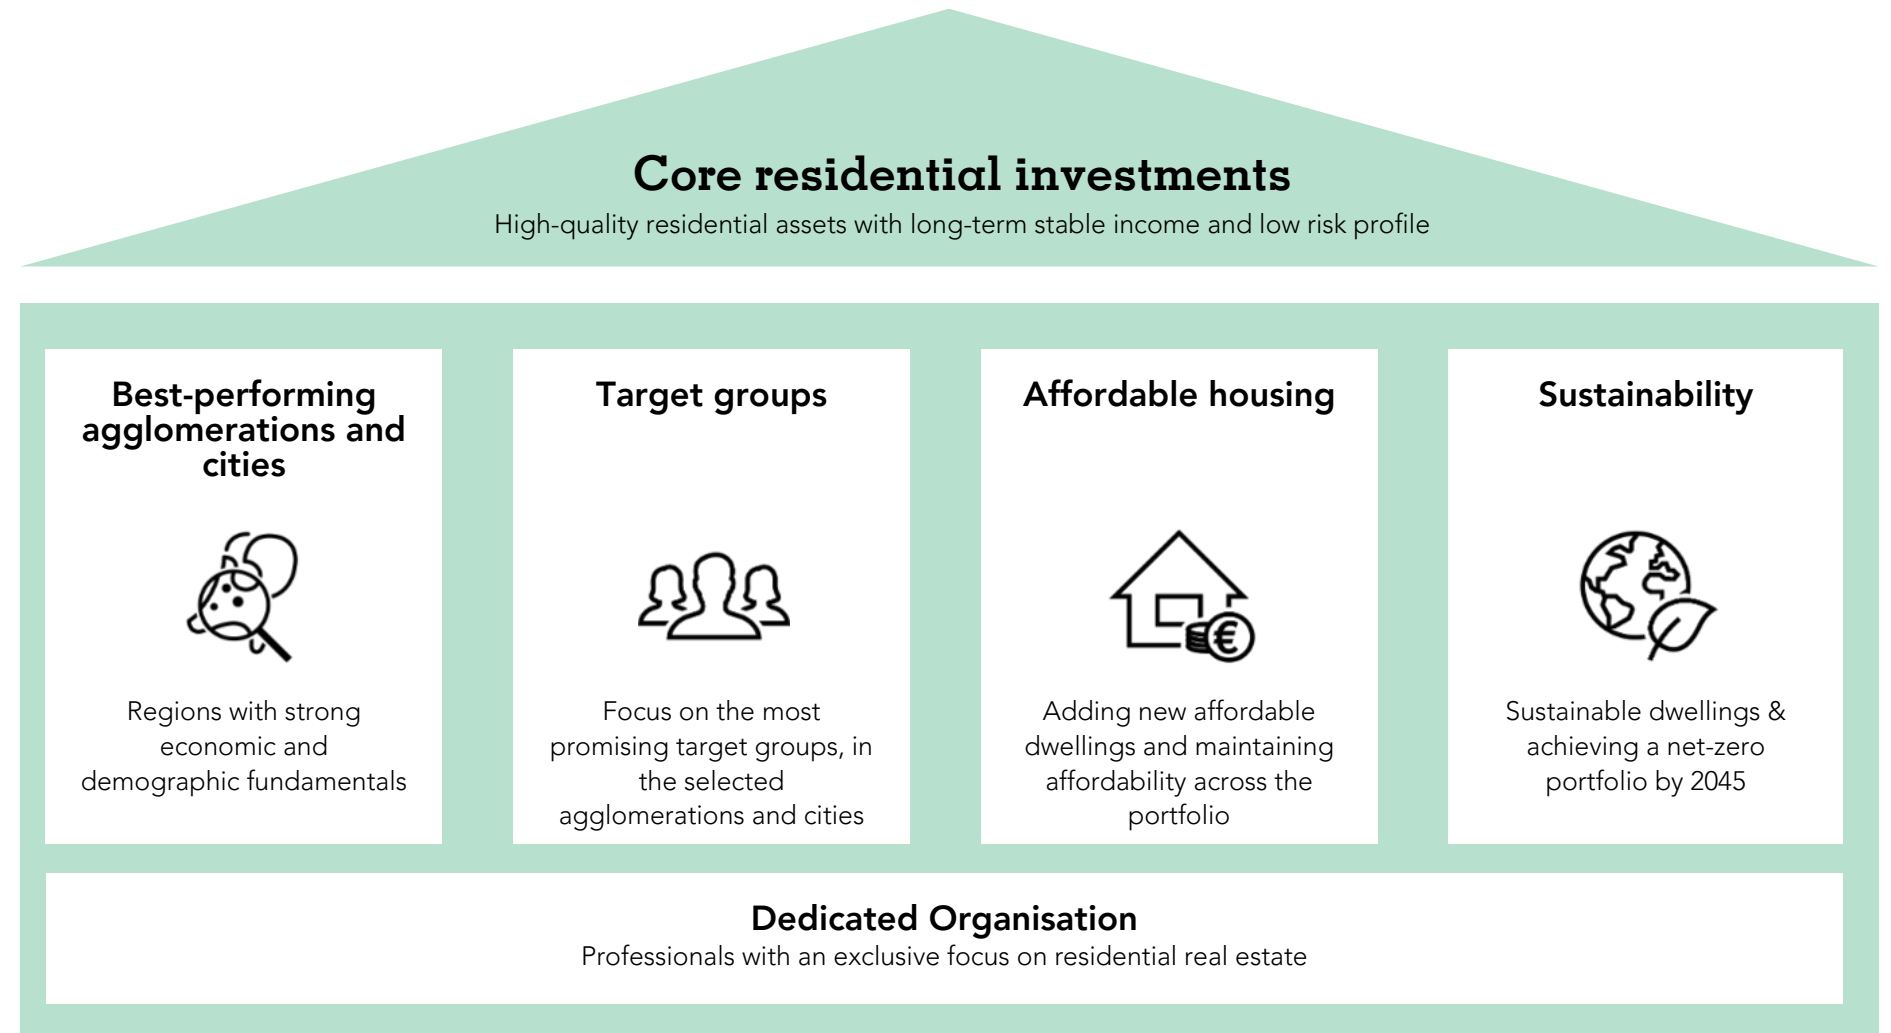 Core residential investments
High-quality residential assets with long-term stable income and low risk profile
Best-performing
agglomerations and
cities
Regions with strong
economic and
demographic fundamentals
Target groups
Focus on the most
promising target groups, in
the selected
agglomerations and cities
Affordable housing
€
Adding new affordable
dwellings and maintaining
affordability across the
portfolio
Sustainability
Sustainable dwellings &
achieving a net-zero
portfolio by 2045
Dedicated Organisation
Professionals with an exclusive focus on residential real estate